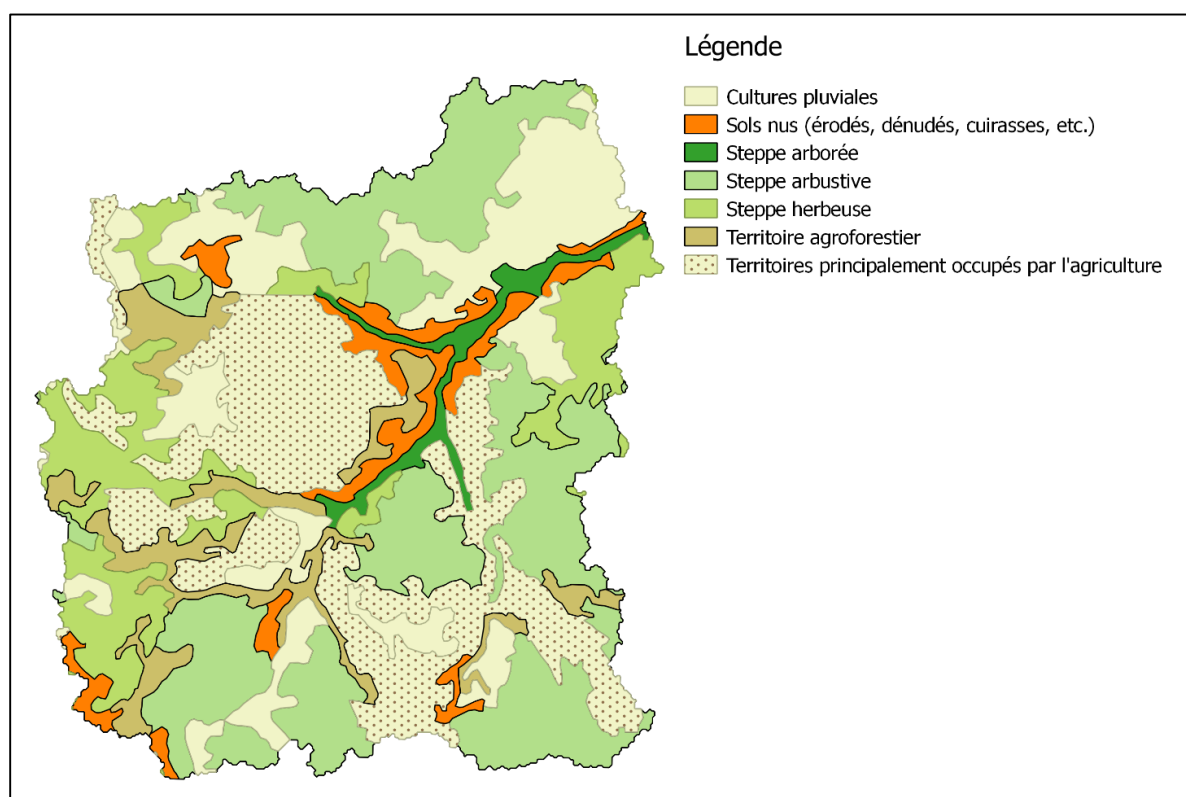 Légende
Cultures pluviales
Sols nus (érodés, dénudés, cuirasses, etc.)
Steppe arborée
Steppe arbustive
Steppe herbeuse
Territoire agroforestier
Territoires principalement occupés par l'agriculture